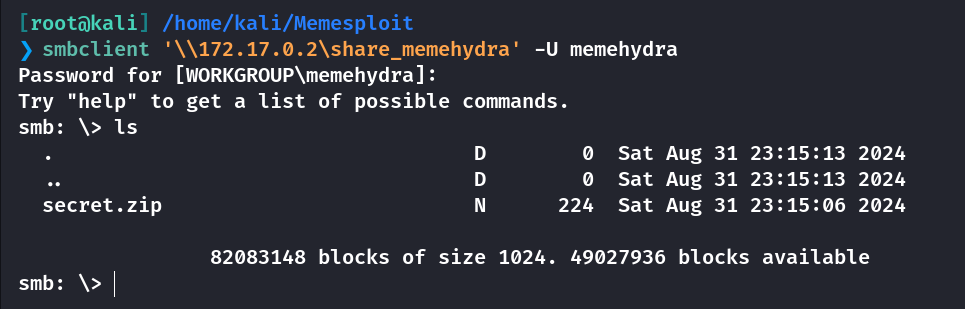 [root@kali] /home/kali/Memesploit
❯ smbclient '\\172.17.0.2\share_memehydra' -U memehydra
Password for [WORKGROUP\memehydra]:
Try "help" to get a list of possible commands.
smb: \> ls
  .                                   D        0  Sat Aug 31 23:15:13 2024
  ..                                  D        0  Sat Aug 31 23:15:13 2024
  secret.zip                          N      224  Sat Aug 31 23:15:06 2024
                82083148 blocks of size 1024. 49027936 blocks available
smb: \>